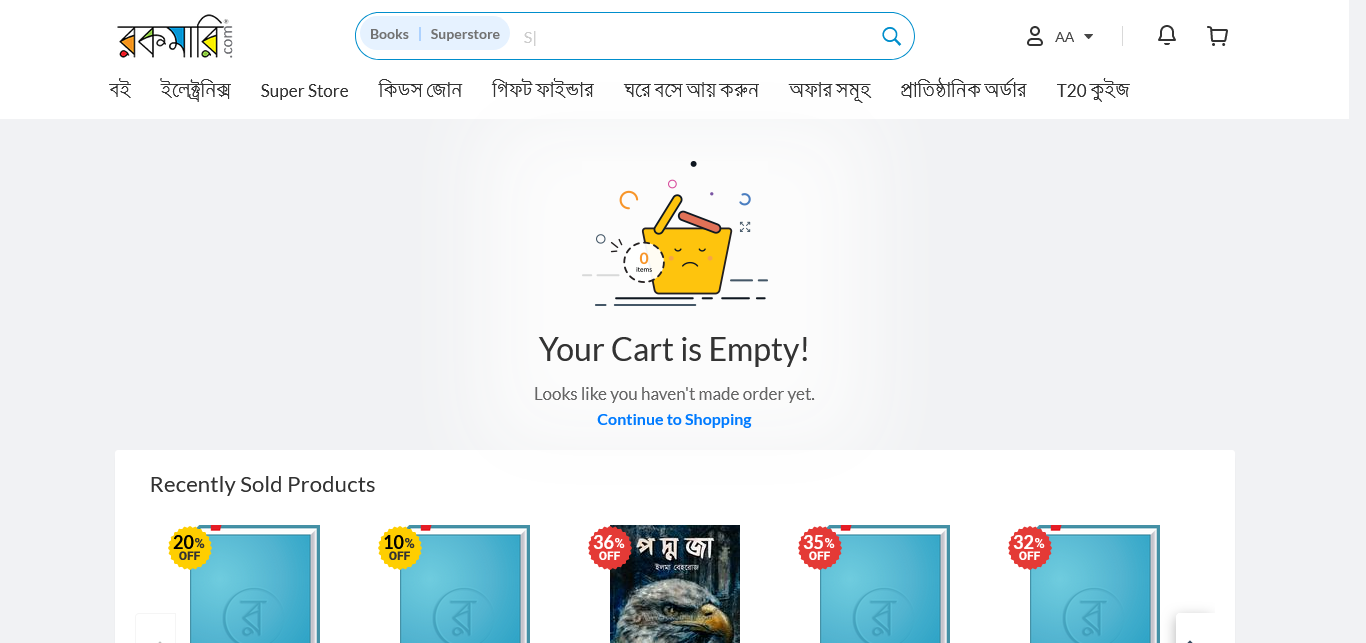 রকমারি.com
Books | Superstore S|
AA
বই ইলেক্ট্রনিক্স Super Store কিডস জোন গিফট ফাইন্ডার ঘরে বসে আয় করুন অফার সমূহ প্রাতিষ্ঠানিক অর্ডার T20 কুইজ
0
items
Your Cart is Empty!
Looks like you haven't made order yet.
Continue to Shopping
Recently Sold Products
20% OFF
10% OFF
36% OFF
35% OFF
32% OFF
পদ্মজা
ইলমা বেহরোজ
র
র
র
র